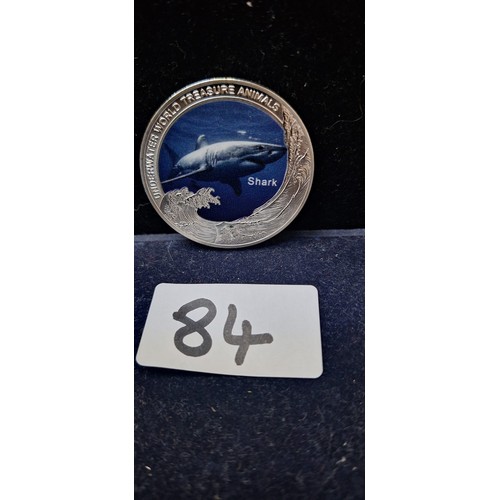 UNDERWATER WORLD TREASURE ANIMALS
Shark
84